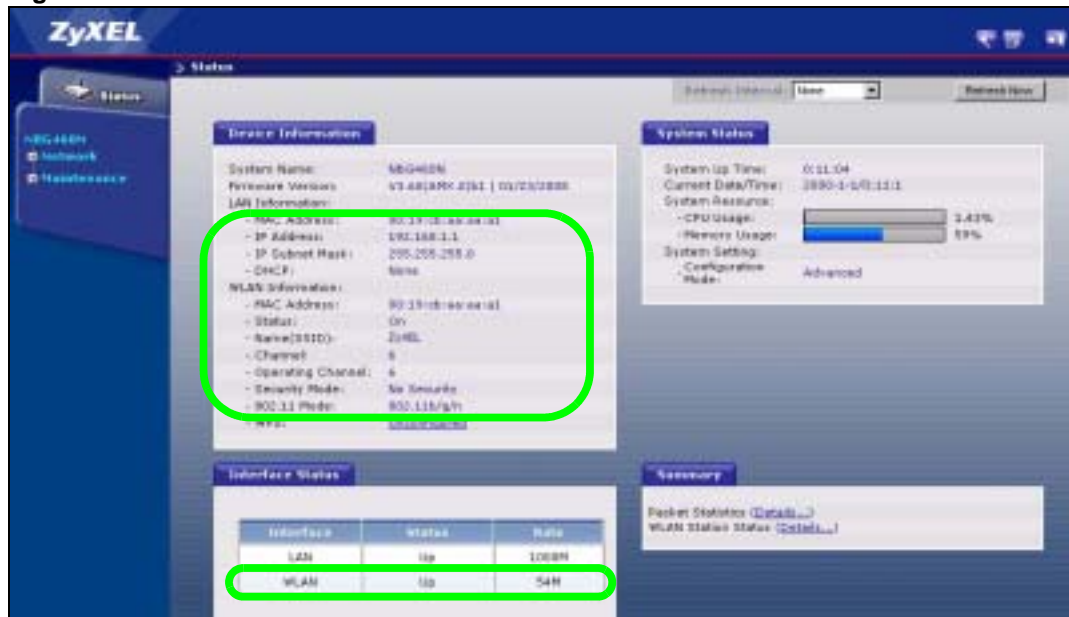 ZyXEL
> Status
Status
Refresh Interval: None Refresh Now
NBG460N
Network
Maintenance
Device Information
System Name: NBG460N
Firmware Version:
LAN Information:
- MAC Address:
- IP Address: 192.168.1.1
- IP Subnet Mask: 255.255.255.0
- DHCP: None
WLAN Information:
- MAC Address:
- Status: On
- Name(SSID): ZyXEL
- Channel: 6
- Operating Channel: 6
- Security Mode: No Security
- 802.11 Mode: 802.11b/g/n
- WPS: Unconfigured
System Status
System Up Time: 0:11:04
Current Date/Time:
System Resource:
- CPU Usage: 3.43%
- Memory Usage: 59%
System Setting:
- Configuration Mode: Advanced
Interface Status
Interface Status Rate
LAN Up 1000M
WLAN Up 54M
Summary
Packet Statistics (Details...)
WLAN Station Status (Details...)